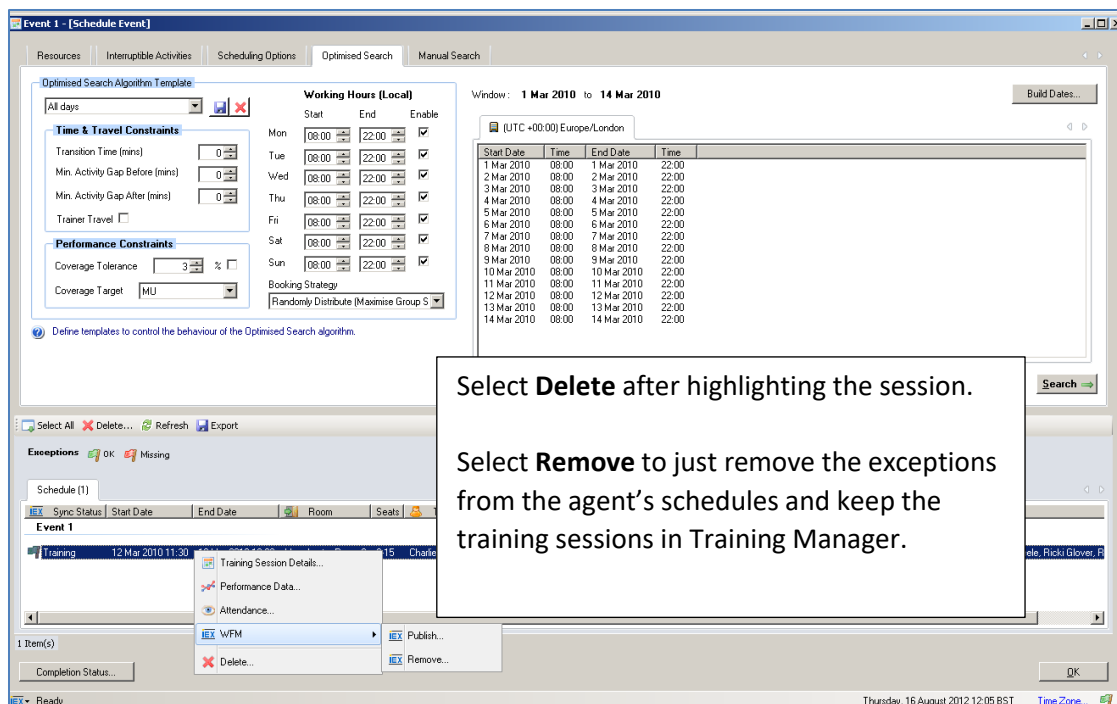 Event 1 - [Schedule Event]
Resources Interruptible Activities Scheduling Options Optimised Search Manual Search
Optimised Search Algorithm Template
All days
Time & Travel Constraints
Transition Time (mins) 0
Min. Activity Gap Before (mins) 0
Min. Activity Gap After (mins) 0
Trainer Travel
Performance Constraints
Coverage Tolerance 3 %
Coverage Target MU
Working Hours (Local)
Start End Enable
Mon 08:00 22:00
Tue 08:00 22:00
Wed 08:00 22:00
Thu 08:00 22:00
Fri 08:00 22:00
Sat 08:00 22:00
Sun 08:00 22:00
Booking Strategy
Randomly Distribute (Maximise Group S
Define templates to control the behaviour of the Optimised Search algorithm.
Window: 1 Mar 2010 to 14 Mar 2010
Build Dates...
(UTC +00:00) Europe/London
Start Date Time End Date Time
1 Mar 2010 08:00 1 Mar 2010 22:00
2 Mar 2010 08:00 2 Mar 2010 22:00
3 Mar 2010 08:00 3 Mar 2010 22:00
4 Mar 2010 08:00 4 Mar 2010 22:00
5 Mar 2010 08:00 5 Mar 2010 22:00
6 Mar 2010 08:00 6 Mar 2010 22:00
7 Mar 2010 08:00 7 Mar 2010 22:00
8 Mar 2010 08:00 8 Mar 2010 22:00
9 Mar 2010 08:00 9 Mar 2010 22:00
10 Mar 2010 08:00 10 Mar 2010 22:00
11 Mar 2010 08:00 11 Mar 2010 22:00
12 Mar 2010 08:00 12 Mar 2010 22:00
13 Mar 2010 08:00 13 Mar 2010 22:00
14 Mar 2010 08:00 14 Mar 2010 22:00
Search
Select Delete after highlighting the session.
Select Remove to just remove the exceptions
from the agent's schedules and keep the
training sessions in Training Manager.
Select All Delete... Refresh Export
Exceptions OK Missing
Schedule (1)
IEX Sync Status Start Date End Date Room Seats T
Event 1
Training 12 Mar 2010 11:30 Charlie Ricki Glover, R
Training Session Details...
Performance Data...
Attendance...
IEX WFM
Delete...
IEX Publish...
IEX Remove...
1 Item(s)
Completion Status...
OK
IEX Ready
Thursday, 16 August 2012 12:05 BST Time Zone...